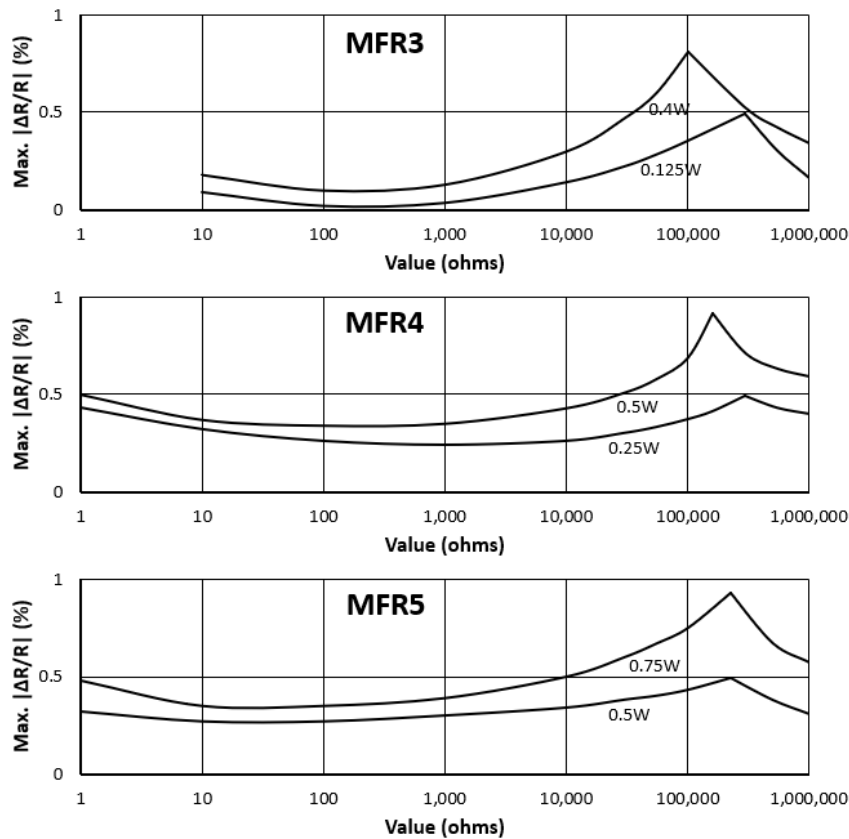 Max. |ΔR/R| (%)
MFR3
1
0.5
0
0.4W
0.125W
1 10 100 1,000 10,000 100,000 1,000,000
Value (ohms)
Max. |ΔR/R| (%)
MFR4
1
0.5
0
0.5W
0.25W
1 10 100 1,000 10,000 100,000 1,000,000
Value (ohms)
Max. |ΔR/R| (%)
MFR5
1
0.5
0
0.75W
0.5W
1 10 100 1,000 10,000 100,000 1,000,000
Value (ohms)